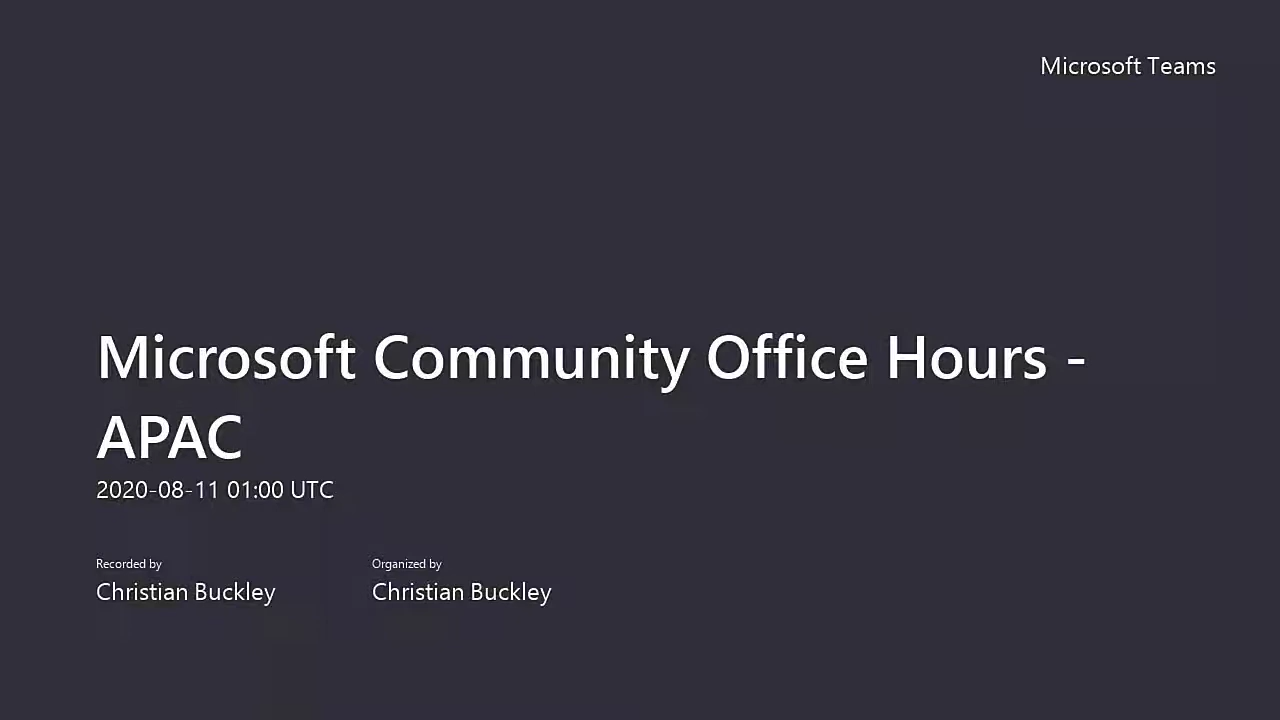 Microsoft Teams
Microsoft Community Office Hours -
APAC
2020-08-11 01:00 UTC
Recorded by
Organized by
Christian Buckley
Christian Buckley